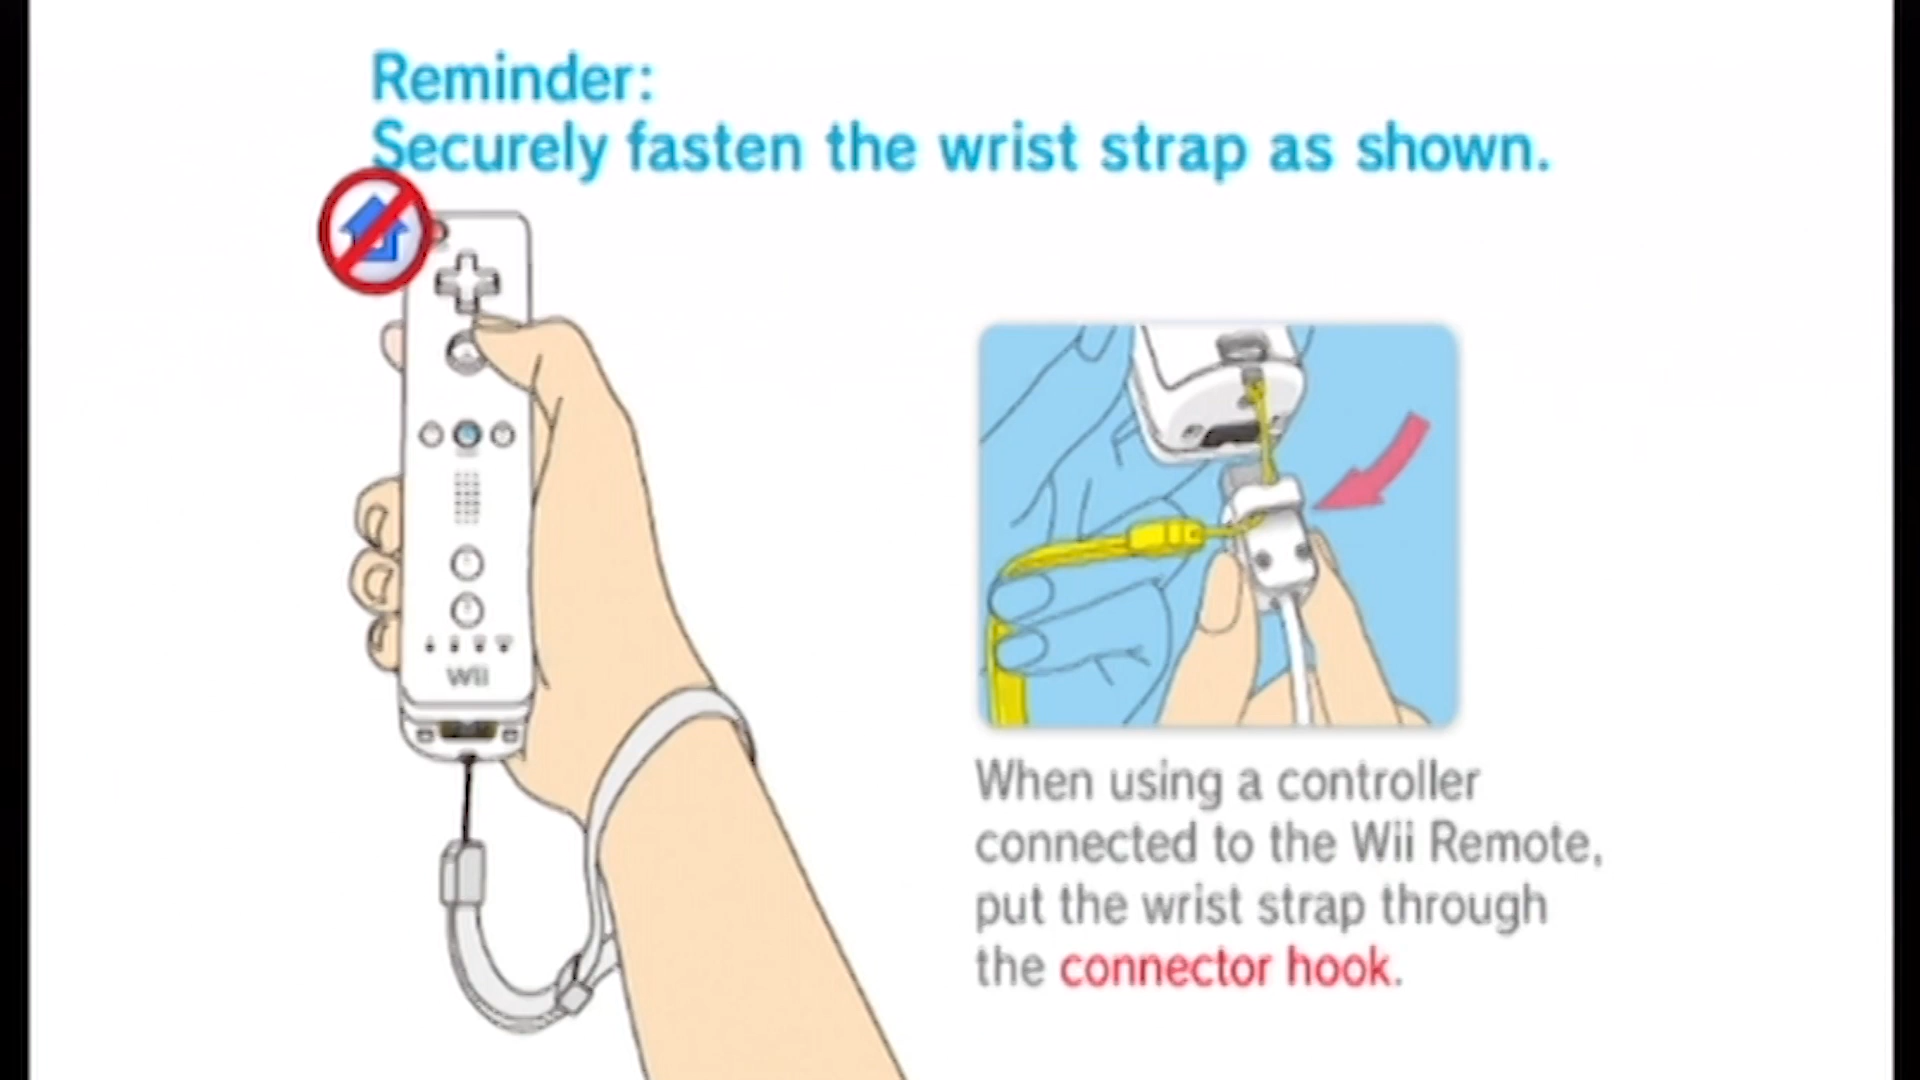 Reminder:
Securely fasten the wrist strap as shown.
Wii
When using a controller
connected to the Wii Remote,
put the wrist strap through
the connector hook.